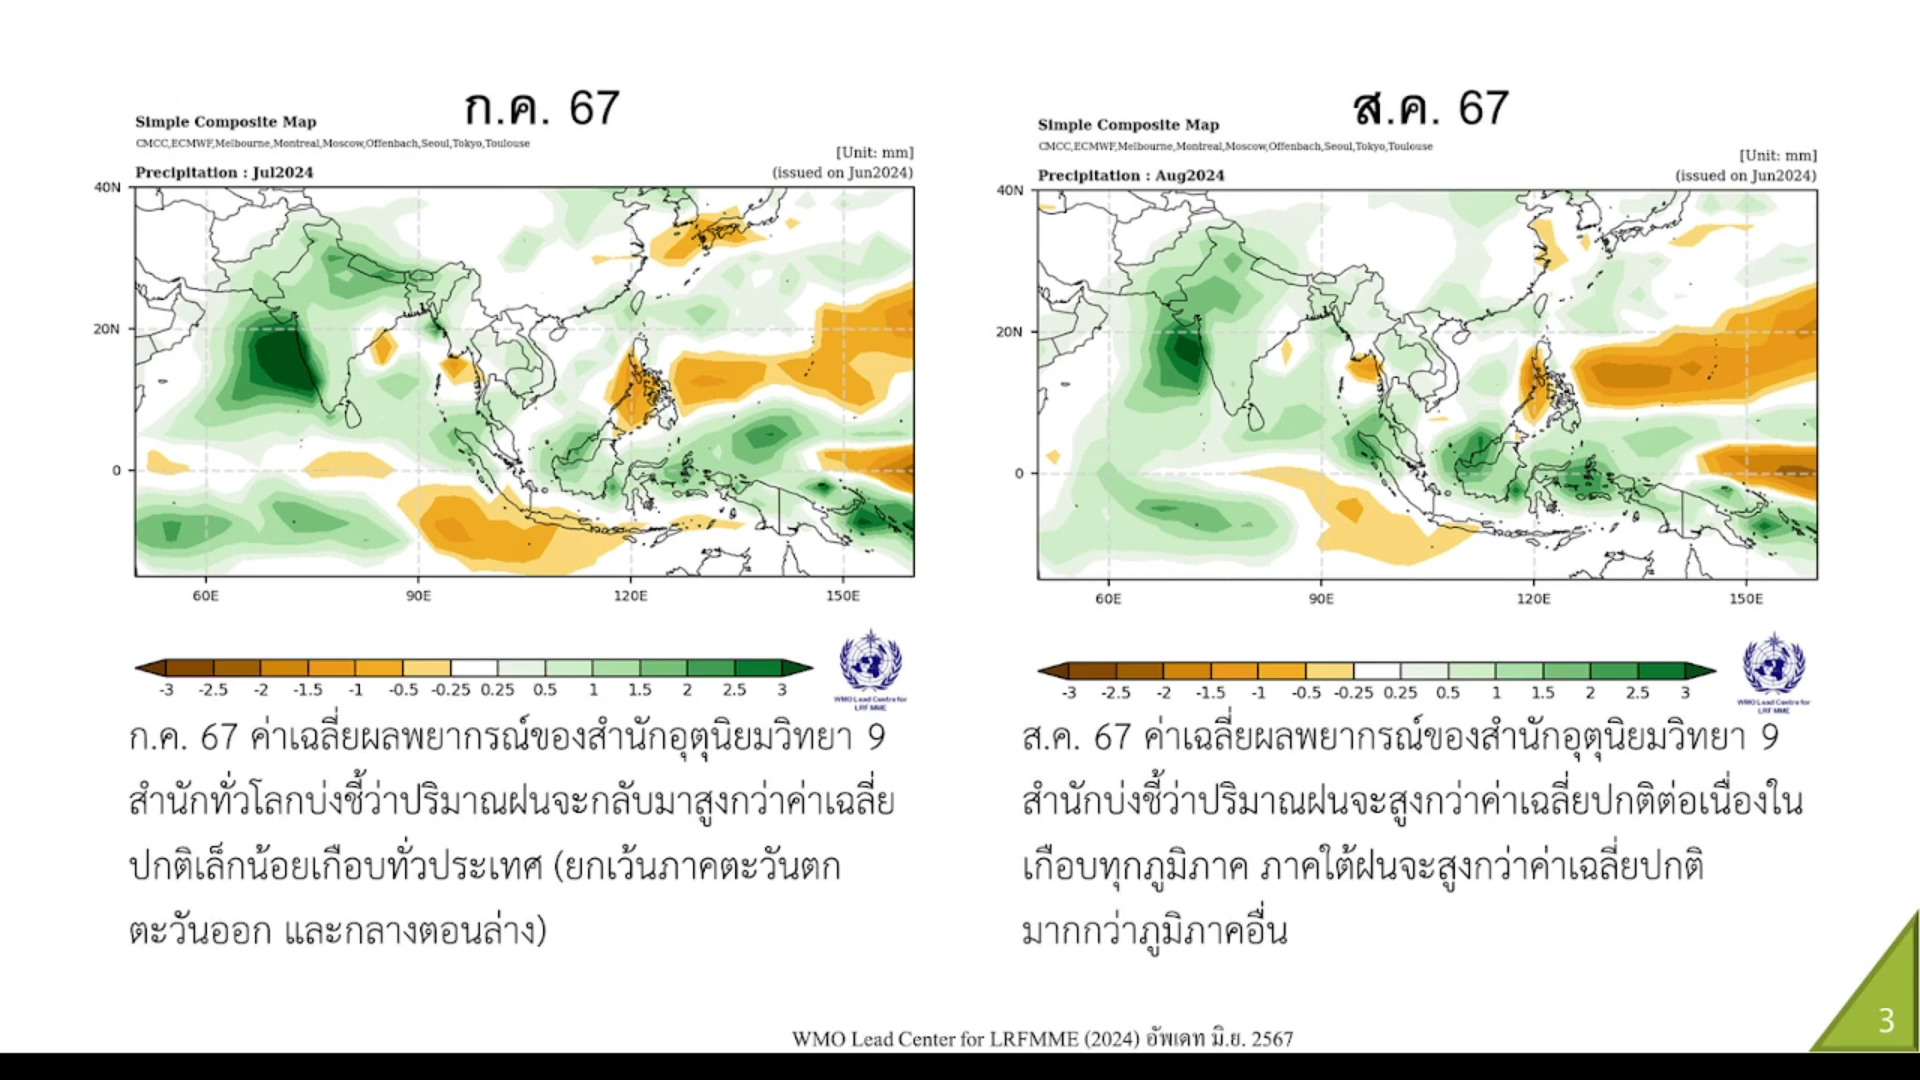 ก.ค. 67
Simple Composite Map
CMCC,ECMWF,Melbourne,Montreal,Moscow,Offenbach,Seoul,Tokyo,Toulouse
[Unit: mm]
Precipitation : Jul2024
(issued on Jun2024)
40N
20N
0
60E 90E 120E 150E
-3 -2.5 -2 -1.5 -1 -0.5 -0.25 0.25 0.5 1 1.5 2 2.5 3
WMO Lead Centre for
LRF MME
ก.ค. 67 ค่าเฉลี่ยผลพยากรณ์ของสำนักอุตุนิยมวิทยา 9
สำนักทั่วโลกบ่งชี้ว่าปริมาณฝนจะกลับมาสูงกว่าค่าเฉลี่ย
ปกติเล็กน้อยเกือบทั่วประเทศ (ยกเว้นภาคตะวันตก
ตะวันออก และกลางตอนล่าง)
ส.ค. 67
Simple Composite Map
CMCC,ECMWF,Melbourne,Montreal,Moscow,Offenbach,Seoul,Tokyo,Toulouse
[Unit: mm]
Precipitation : Aug2024
(issued on Jun2024)
40N
20N
0
60E 90E 120E 150E
-3 -2.5 -2 -1.5 -1 -0.5 -0.25 0.25 0.5 1 1.5 2 2.5 3
WMO Lead Centre for
LRF MME
ส.ค. 67 ค่าเฉลี่ยผลพยากรณ์ของสำนักอุตุนิยมวิทยา 9
สำนักบ่งชี้ว่าปริมาณฝนจะสูงกว่าค่าเฉลี่ยปกติต่อเนื่องใน
เกือบทุกภูมิภาค ภาคใต้ฝนจะสูงกว่าค่าเฉลี่ยปกติ
มากกว่าภูมิภาคอื่น
WMO Lead Center for LRFMME (2024) อัพเดท มิ.ย. 2567
3